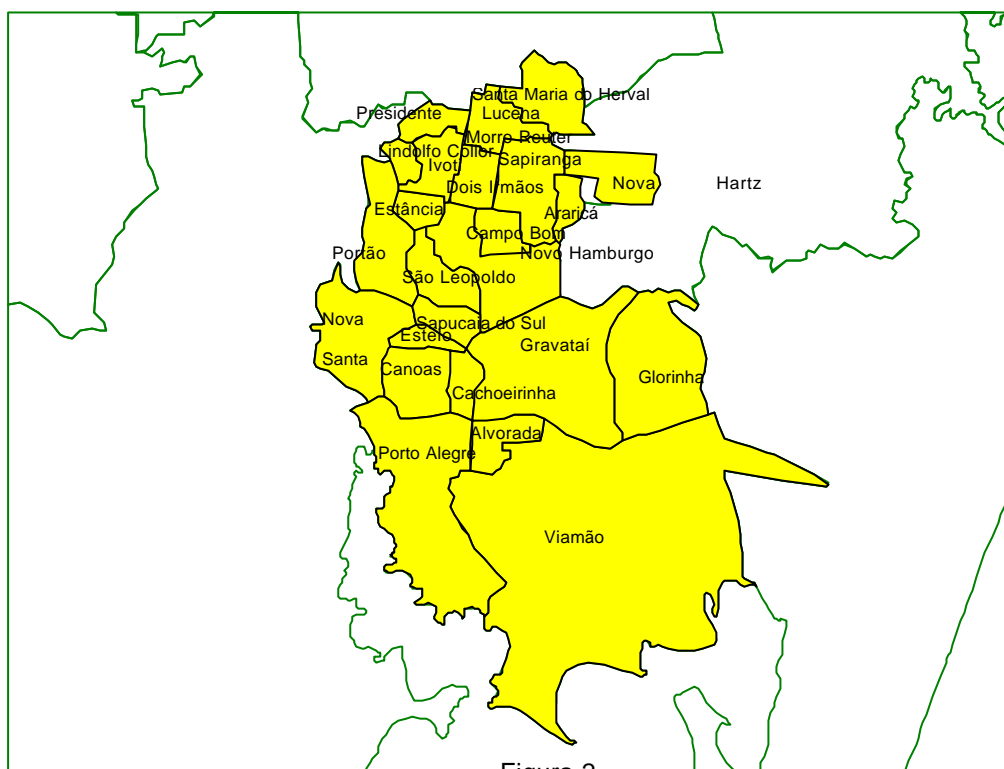 Santa Maria do Herval
Presidente
Lucena
Morro Reuter
Lindolfo Collor
Ivoti
Sapiranga
Dois Irmãos
Nova
Hartz
Estância
Araricá
Campo Bom
Portão
Novo Hamburgo
São Leopoldo
Nova
Sapucaia do Sul
Esteio
Gravataí
Santa
Canoas
Glorinha
Cachoeirinha
Alvorada
Porto Alegre
Viamão
Figura